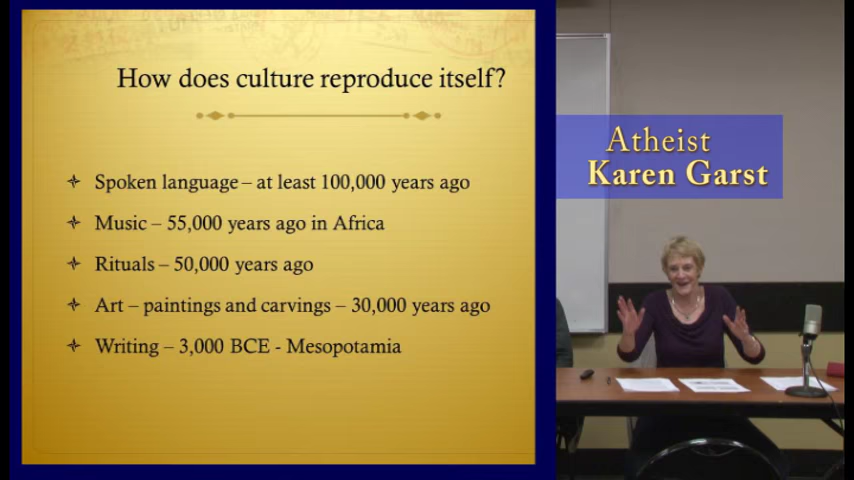 How does culture reproduce itself?
Spoken language – at least 100,000 years ago
Music – 55,000 years ago in Africa
Rituals – 50,000 years ago
Art – paintings and carvings – 30,000 years ago
Writing – 3,000 BCE - Mesopotamia
Atheist
Karen Garst